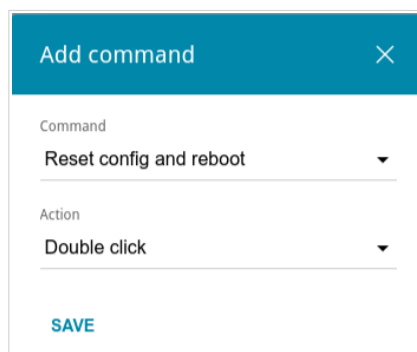 Add command
Command
Reset config and reboot
Action
Double click
SAVE